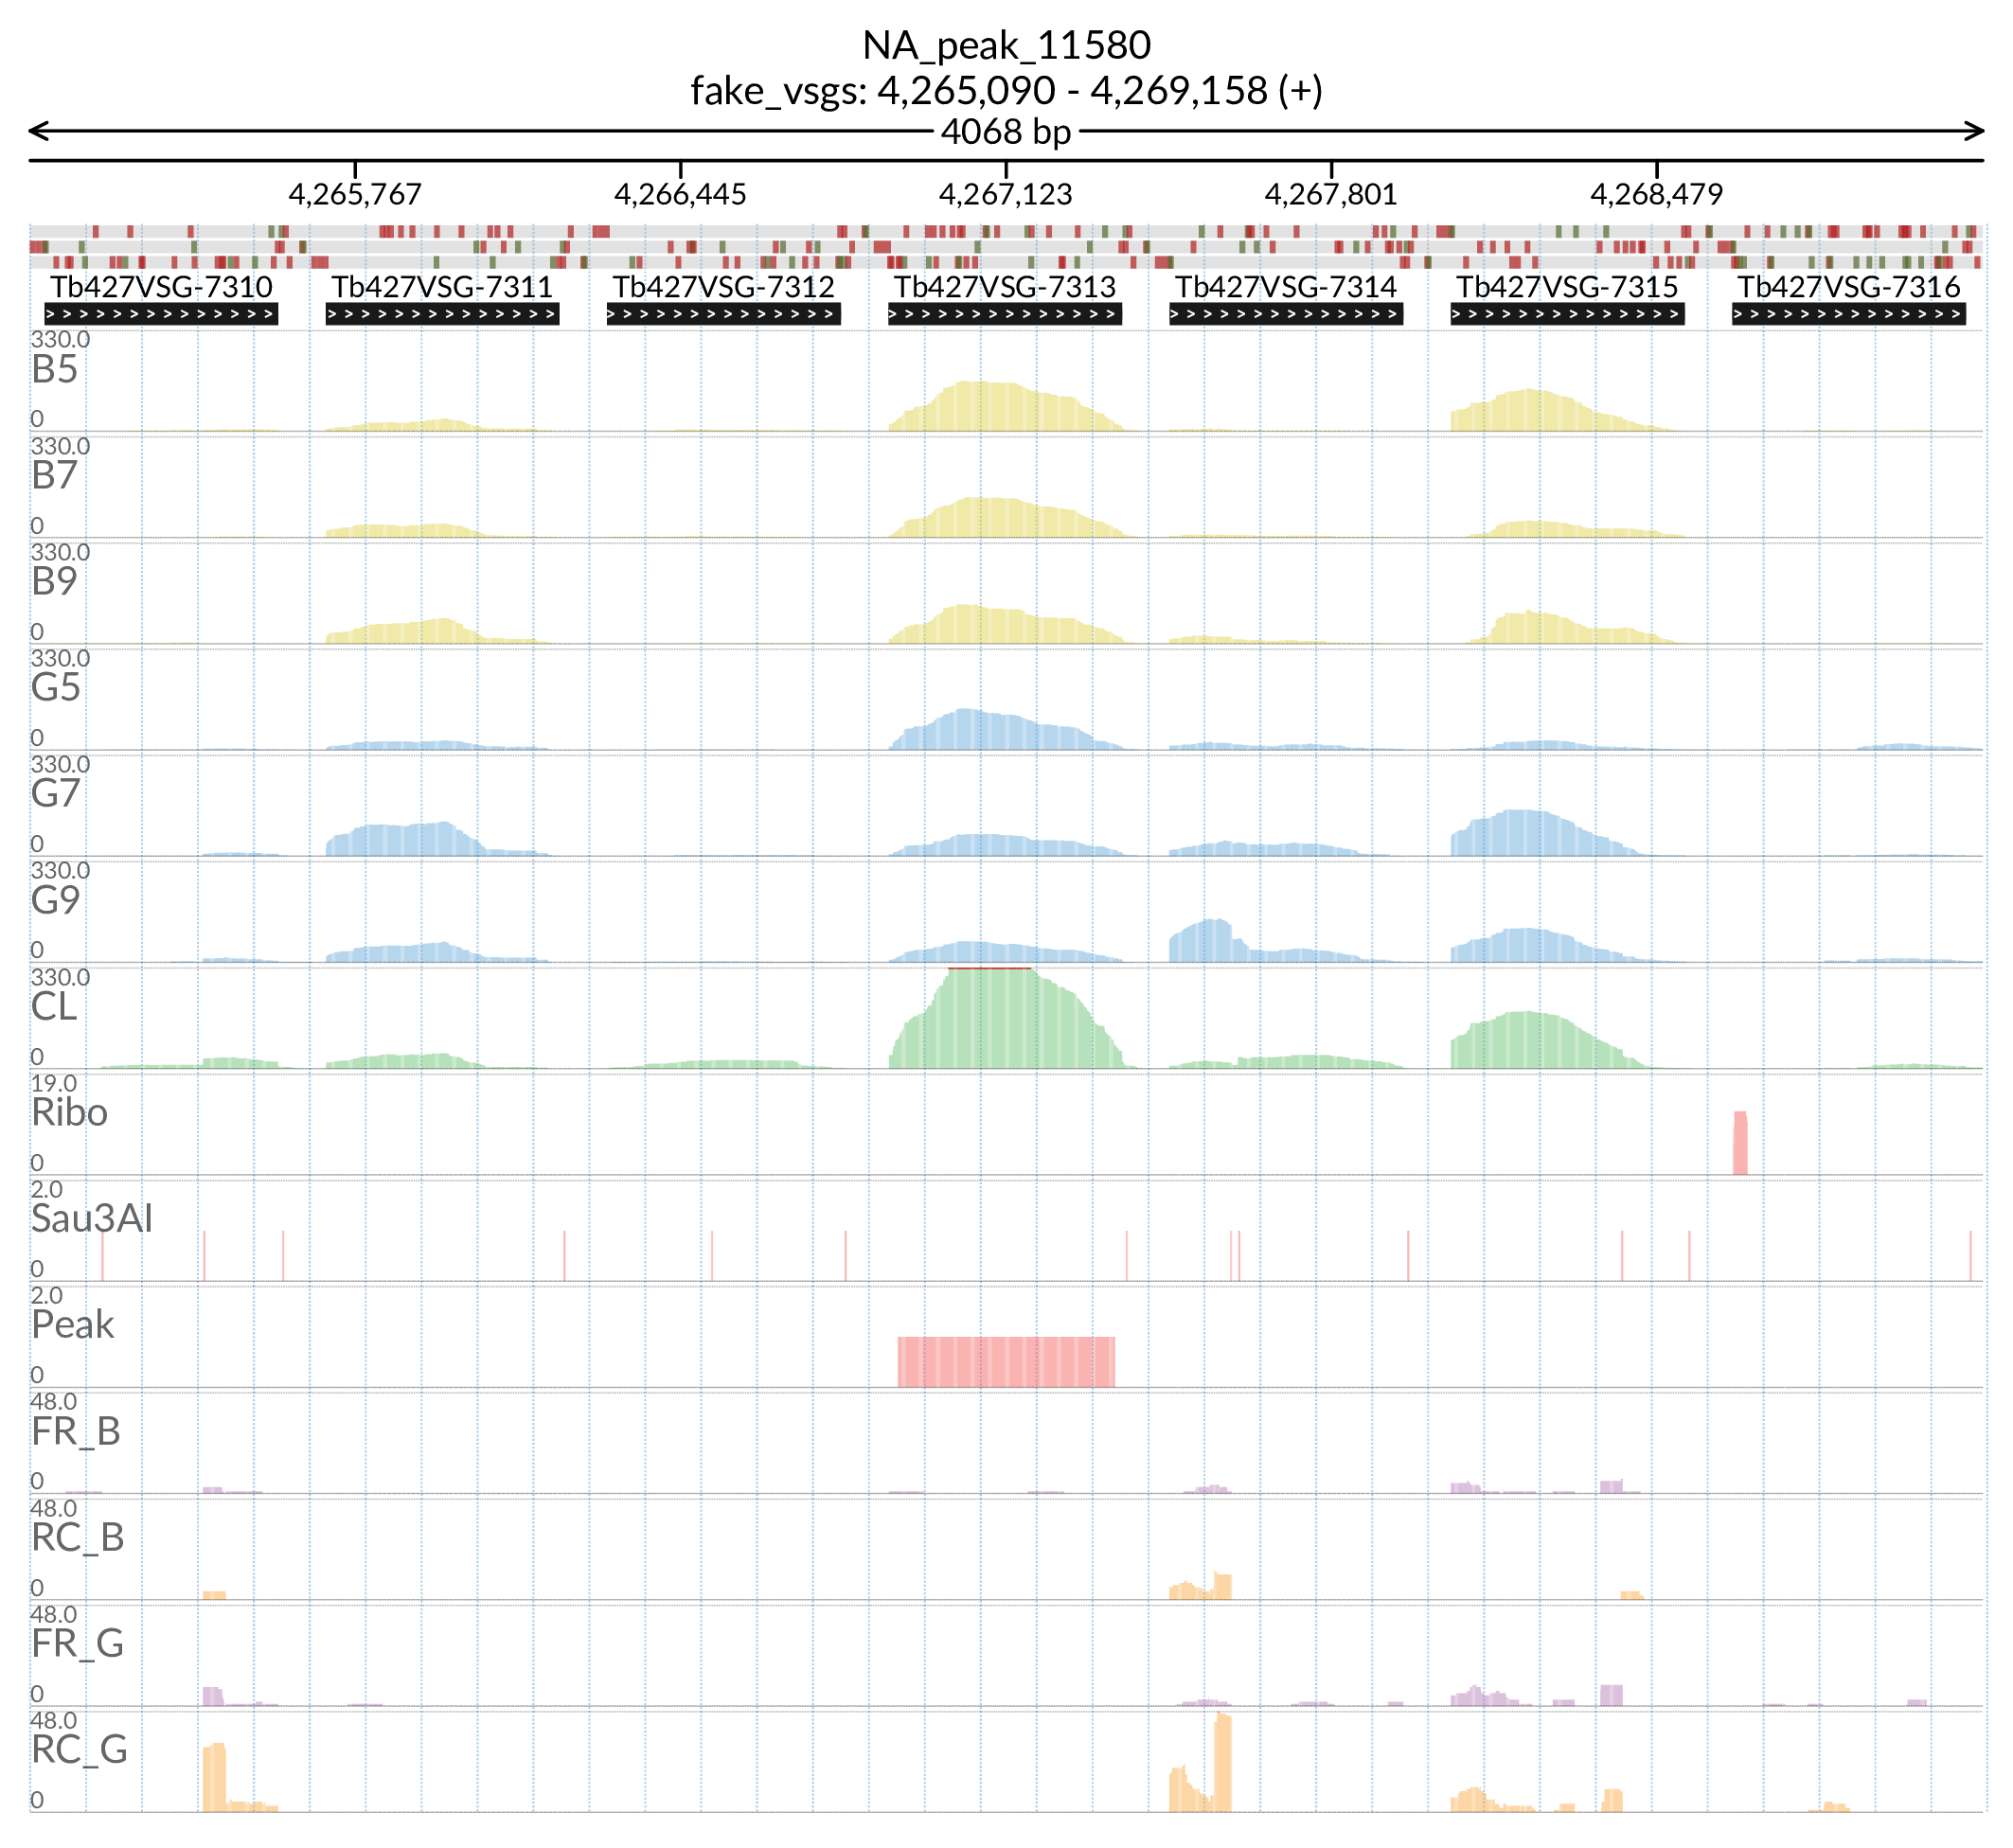 NA_peak_11580
fake_vsgs: 4,265,090 - 4,269,158 (+)
4068 bp
4,265,767 4,266,445 4,267,123 4,267,801 4,268,479
Tb427VSG-7310 Tb427VSG-7311 Tb427VSG-7312 Tb427VSG-7313 Tb427VSG-7314 Tb427VSG-7315 Tb427VSG-7316
330.0
B5
0
330.0
B7
0
330.0
B9
0
330.0
G5
0
330.0
G7
0
330.0
G9
0
330.0
CL
0
19.0
Ribo
0
2.0
Sau3AI
0
2.0
Peak
0
48.0
FR_B
0
48.0
RC_B
0
48.0
FR_G
0
48.0
RC_G
0